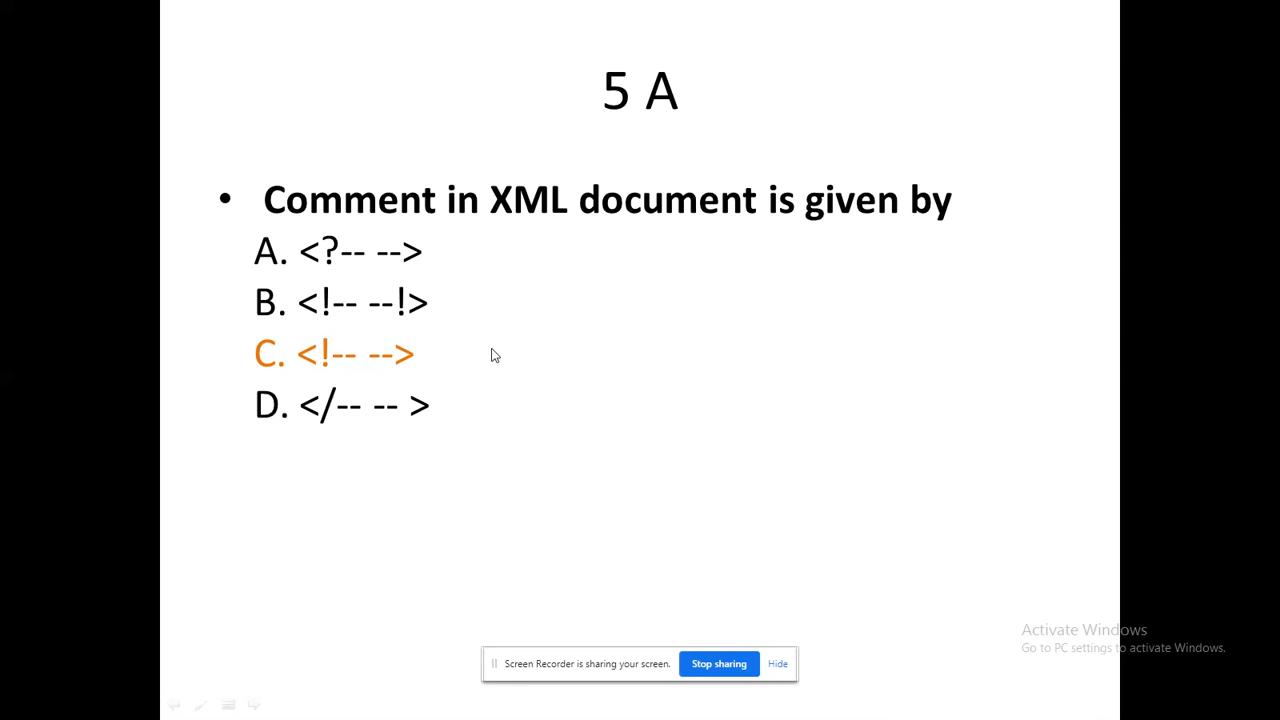 5 A
• Comment in XML document is given by
A. <?-- -->
B. <!-- --!>
C. <!-- -->
D. </-- -- >
Activate Windows
Go to PC settings to activate Windows.
Screen Recorder is sharing your screen. Stop sharing Hide